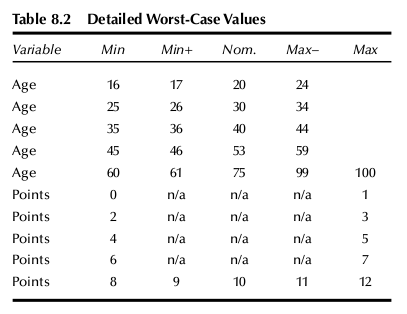 Table 8.2 Detailed Worst-Case Values
Variable Min Min+ Nom. Max– Max
Age 16 17 20 24
Age 25 26 30 34
Age 35 36 40 44
Age 45 46 53 59
Age 60 61 75 99 100
Points 0 n/a n/a n/a 1
Points 2 n/a n/a n/a 3
Points 4 n/a n/a n/a 5
Points 6 n/a n/a n/a 7
Points 8 9 10 11 12